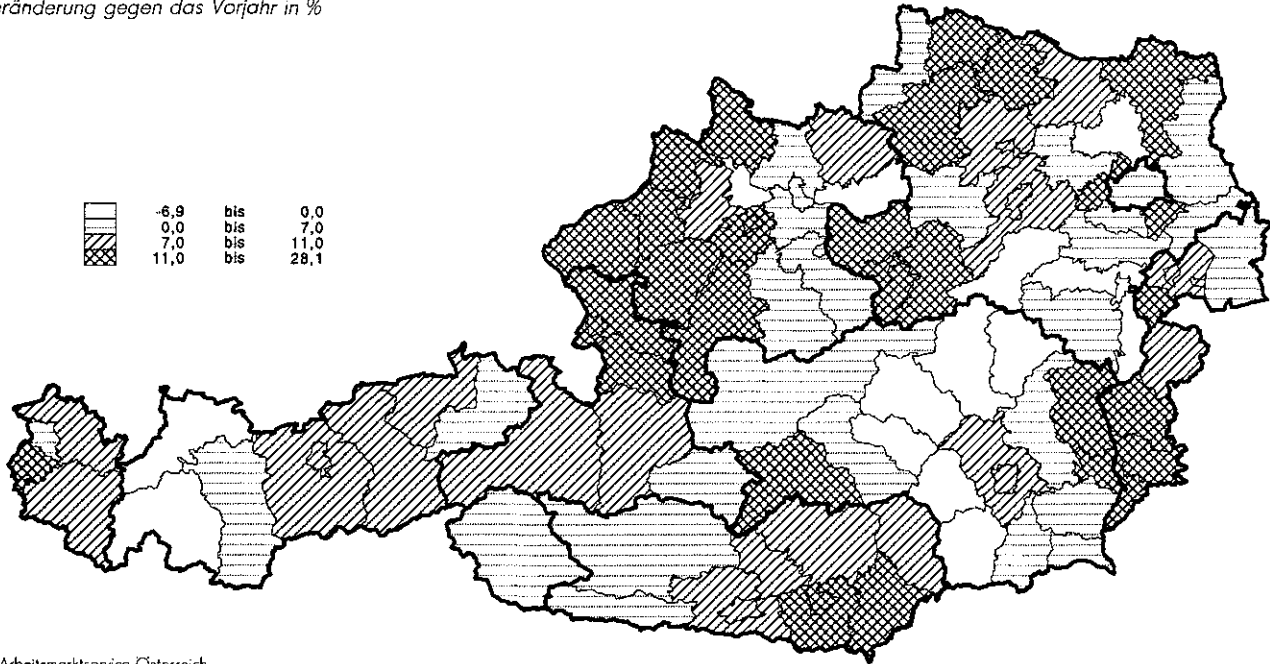 eränderung gegen das Vorjahr in %
-6,9 bis 0,0
0,0 bis 7,0
7,0 bis 11,0
11,0 bis 28,1
Arbeitsmarktservice Österreich